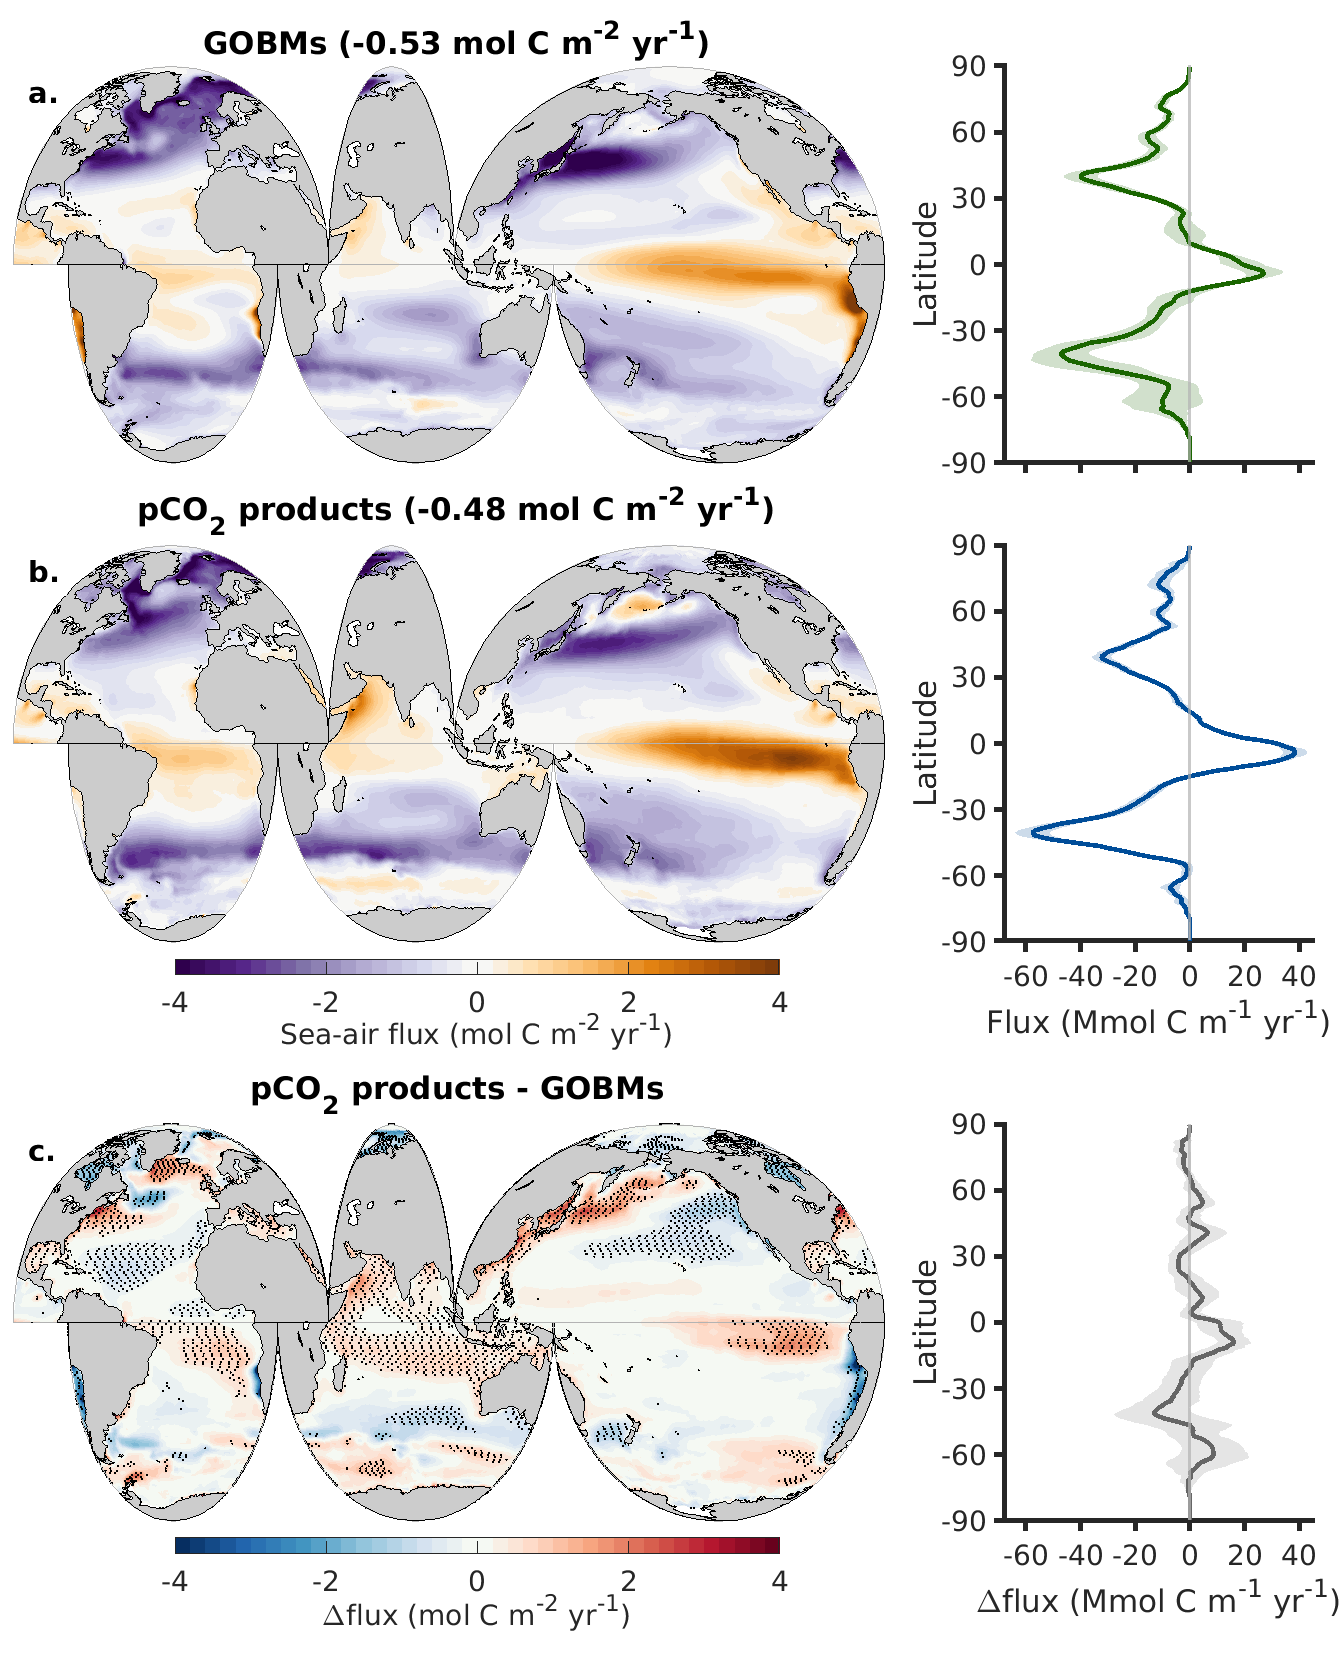 GOBMs (-0.53 mol C m-2 yr-1)
a.
90
60
30
0
-30
-60
-90
Latitude
pCO2 products (-0.48 mol C m-2 yr-1)
b.
90
60
30
0
-30
-60
-90
Latitude
-60 -40 -20 0 20 40
Flux (Mmol C m-1 yr-1)
-4 -2 0 2 4
Sea-air flux (mol C m-2 yr-1)
pCO2 products - GOBMs
c.
90
60
30
0
-30
-60
-90
Latitude
-60 -40 -20 0 20 40
Δflux (Mmol C m-1 yr-1)
-4 -2 0 2 4
Δflux (mol C m-2 yr-1)